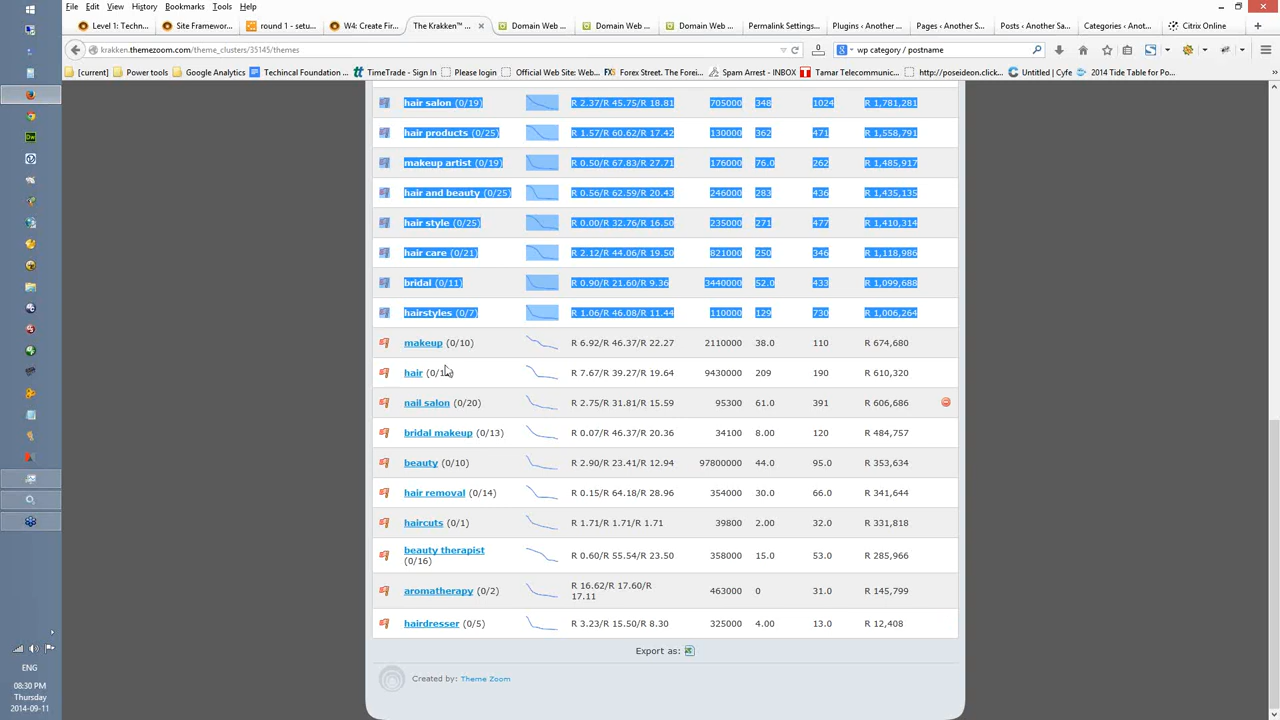 File Edit View History Bookmarks Tools Help
Level 1: Techn... Site Framewor... round 1 - setu... W4: Create Fir... The Krakken™ ... × Domain Web ... Domain Web ... Domain Web ... Permalink Settings... Plugins ‹ Another ... Pages ‹ Another S... Posts ‹ Another Sa... Categories ‹ Anot... Citrix Online
krakken.themezoom.com/theme_clusters/35145/themes wp category / postname
[current] Power tools Google Analytics Techincal Foundation ... TimeTrade - Sign In Please login Official Web Site: Web... Forex Street. The Forei... Spam Arrest - INBOX Tamar Telecommunic... http://poseidon.click... Untitled | Cyfe 2014 Tide Table for Po...
hair salon (0/19) R 2.37/R 45.75/R 18.81 705000 348 1024 R 1,781,281
hair products (0/25) R 1.57/R 60.62/R 17.42 130000 362 471 R 1,558,791
makeup artist (0/19) R 0.50/R 67.83/R 27.71 176000 76.0 262 R 1,485,917
hair and beauty (0/25) R 0.56/R 62.59/R 20.43 246000 283 436 R 1,435,135
hair style (0/25) R 0.00/R 32.76/R 16.50 235000 271 477 R 1,410,314
hair care (0/21) R 2.12/R 44.06/R 19.50 821000 250 346 R 1,118,986
bridal (0/11) R 0.90/R 21.60/R 9.36 3440000 52.0 433 R 1,099,688
hairstyles (0/7) R 1.06/R 46.08/R 11.44 110000 129 730 R 1,006,264
makeup (0/10) R 6.92/R 46.37/R 22.27 2110000 38.0 110 R 674,680
hair R 7.67/R 39.27/R 19.64 9430000 209 190 R 610,320
nail salon (0/20) R 2.75/R 31.81/R 15.59 95300 61.0 391 R 606,686
bridal makeup (0/13) R 0.07/R 46.37/R 20.36 34100 8.00 120 R 484,757
beauty (0/10) R 2.90/R 23.41/R 12.94 97800000 44.0 95.0 R 353,634
hair removal (0/14) R 0.15/R 64.18/R 28.96 354000 30.0 66.0 R 341,644
haircuts (0/1) R 1.71/R 1.71/R 1.71 39800 2.00 32.0 R 331,818
beauty therapist
(0/16) R 0.60/R 55.54/R 23.50 358000 15.0 53.0 R 285,966
aromatherapy (0/2) R 16.62/R 17.60/R
17.11 463000 0 31.0 R 145,799
hairdresser (0/5) R 3.23/R 15.50/R 8.30 325000 4.00 13.0 R 12,408
Export as:
Created by: Theme Zoom
ENG
08:30 PM
Thursday
2014-09-11